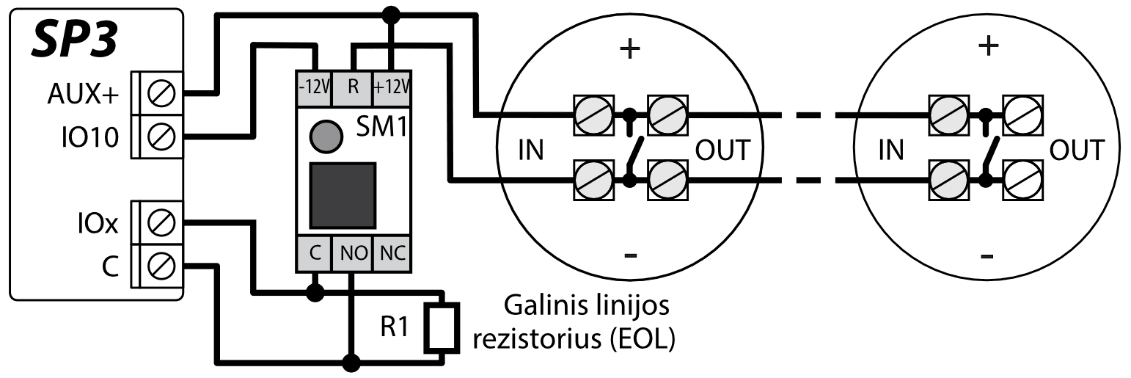 SP3
AUX+
IO10
IOx
C
-12V R +12V
SM1
C NO NC
R1
Galinis linijos
rezistorius (EOL)
+
IN OUT
-
+
IN OUT
-